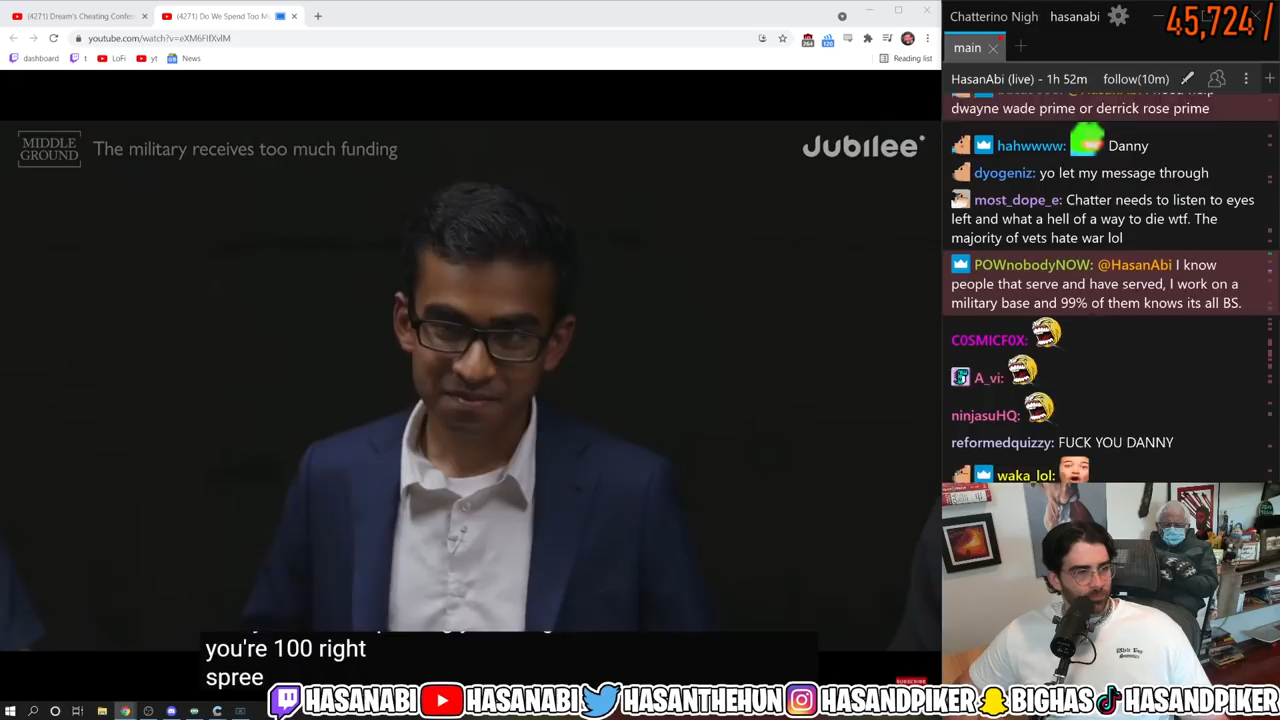 (4271) Dream's Cheating Confe
(4271) Do We Spend Too M
youtube.com/watch?v=eXM6FIfXvlM
264
120
dashboard
t
LoFi
yt
News
Reading list
MIDDLE
GROUND
The military receives too much funding
Jubilee
you're 100 right
spree
SUBSCRIBE
Chatterino Nigh
hasanabi
45,724 /
main
HasanAbi (live) - 1h 52m
follow(10m)
dwayne wade prime or derrick rose prime
hahwwww: Danny
dyogeniz: yo let my message through
most_dope_e: Chatter needs to listen to eyes
left and what a hell of a way to die wtf. The
majority of vets hate war lol
POWnobodyNOW: @HasanAbi I know
people that serve and have served, I work on a
military base and 99% of them knows its all BS.
C0SMICF0X:
A_vi:
ninjasuHQ:
reformedquizzy: FUCK YOU DANNY
waka_lol:
HASANABI
HASANABI
HASANTHEHUN
HASANDPIKER
BIGHAS
HASANDPIKER